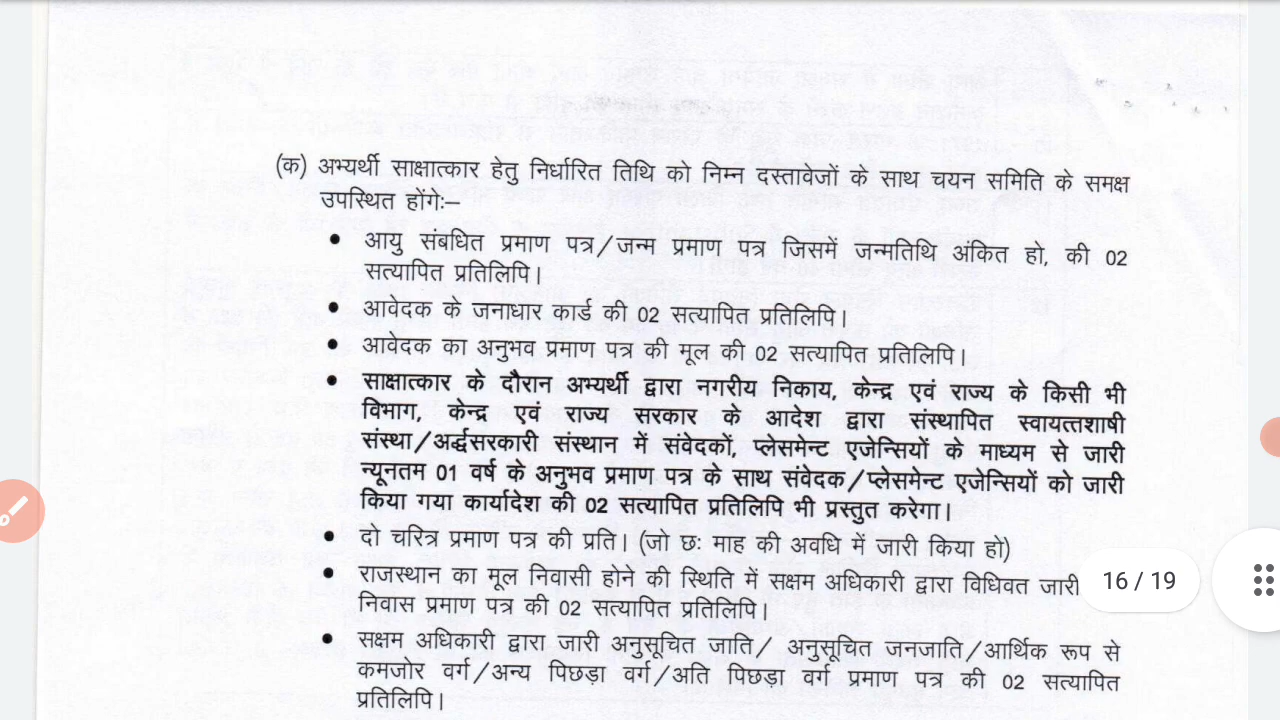 (क) अभ्यर्थी साक्षात्कार हेतु निर्धारित तिथि को निम्न दस्तावेजों के साथ चयन समिति के समक्ष
उपस्थित होंगेः–
• आयु संबधित प्रमाण पत्र/जन्म प्रमाण पत्र जिसमें जन्मतिथि अंकित हो, की 02
सत्यापित प्रतिलिपि।
• आवेदक के जनाधार कार्ड की 02 सत्यापित प्रतिलिपि।
• आवेदक का अनुभव प्रमाण पत्र की मूल की 02 सत्यापित प्रतिलिपि।
• साक्षात्कार के दौरान अभ्यर्थी द्वारा नगरीय निकाय, केन्द्र एवं राज्य के किसी भी
विभाग, केन्द्र एवं राज्य सरकार के आदेश द्वारा संस्थापित स्वायत्तशाषी
संस्था/अर्द्धसरकारी संस्थान में संवेदकों, प्लेसमेन्ट एजेन्सियों के माध्यम से जारी
न्यूनतम 01 वर्ष के अनुभव प्रमाण पत्र के साथ संवेदक/प्लेसमेन्ट एजेन्सियों को जारी
किया गया कार्यादेश की 02 सत्यापित प्रतिलिपि भी प्रस्तुत करेगा।
• दो चरित्र प्रमाण पत्र की प्रति। (जो छः माह की अवधि में जारी किया हो)
• राजस्थान का मूल निवासी होने की स्थिति में सक्षम अधिकारी द्वारा विधिवत जारी
निवास प्रमाण पत्र की 02 सत्यापित प्रतिलिपि।
• सक्षम अधिकारी द्वारा जारी अनुसूचित जाति/ अनुसूचित जनजाति/आर्थिक रूप से
कमजोर वर्ग/अन्य पिछड़ा वर्ग/अति पिछड़ा वर्ग प्रमाण पत्र की 02 सत्यापित
प्रतिलिपि।
16 / 19